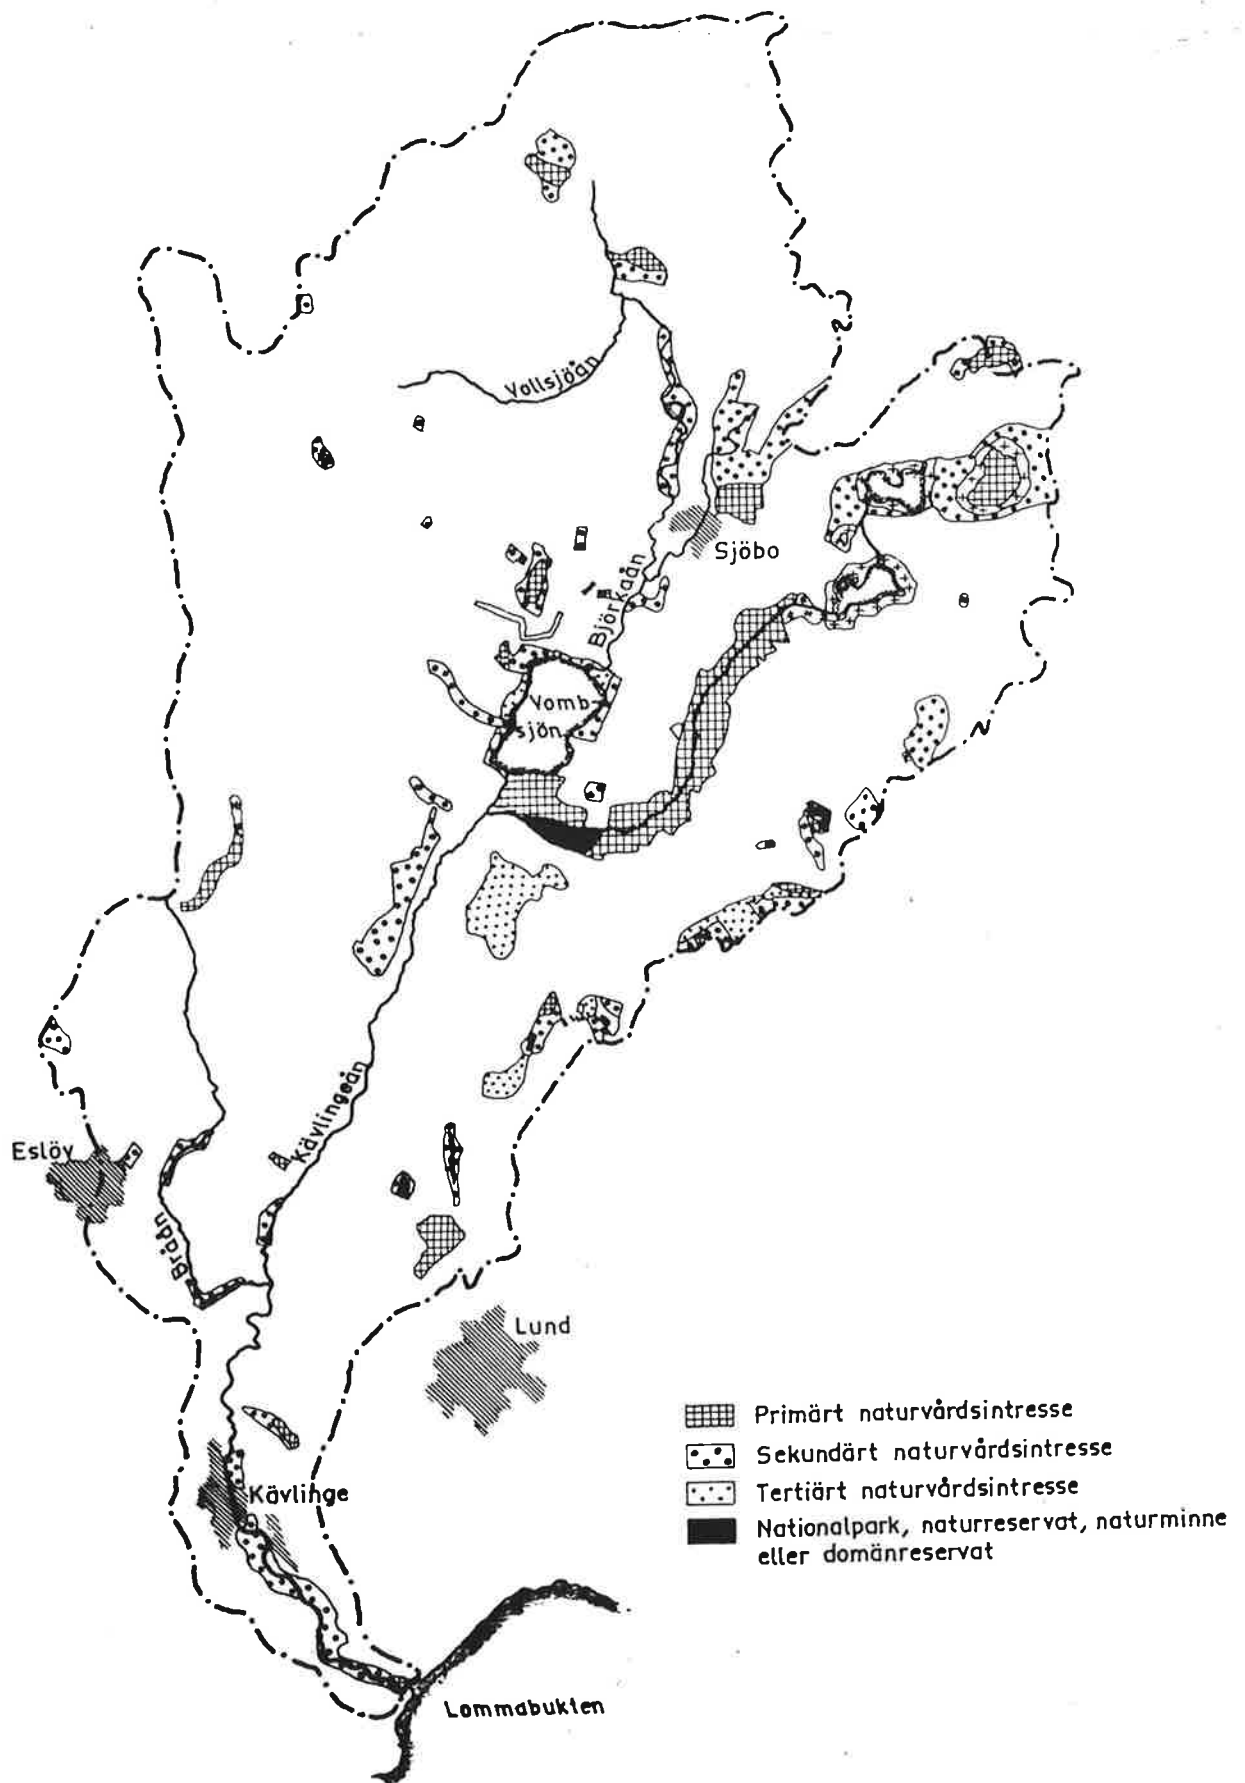 Vollsjöån
Sjöbo
Björkaån
Vomb-
sjön
Kävlingeån
Eslöv
Bråån
Lund
Primärt naturvårdsintresse
Sekundärt naturvårdsintresse
Kävlinge
Tertiärt naturvårdsintresse
Nationalpark, naturreservat, naturminne
eller domänreservat
Lommabukten